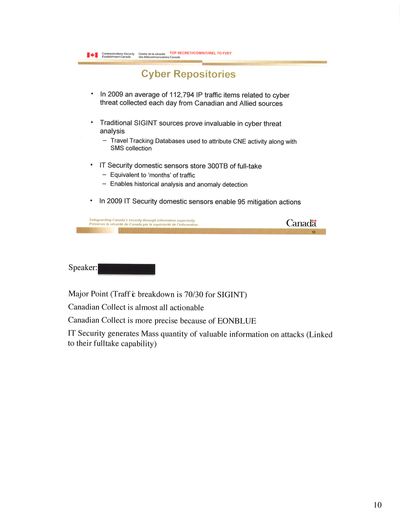 Communications Security Establishment Canada
Centre de la sécurité des télécommunications Canada
TOP SECRET//COMINT//REL TO FVEY
Cyber Repositories
• In 2009 an average of 112,794 IP traffic items related to cyber
threat collected each day from Canadian and Allied sources
• Traditional SIGINT sources prove invaluable in cyber threat
analysis
– Travel Tracking Databases used to attribute CNE activity along with
SMS collection
• IT Security domestic sensors store 300TB of full-take
– Equivalent to 'months' of traffic
– Enables historical analysis and anomaly detection
• In 2009 IT Security domestic sensors enable 95 mitigation actions
Safeguarding Canada's security through information superiority
Préserver la sécurité du Canada par la supériorité de l'information
Canada
10
Speaker:
Major Point (Traffic breakdown is 70/30 for SIGINT)
Canadian Collect is almost all actionable
Canadian Collect is more precise because of EONBLUE
IT Security generates Mass quantity of valuable information on attacks (Linked
to their fulltake capability)
10